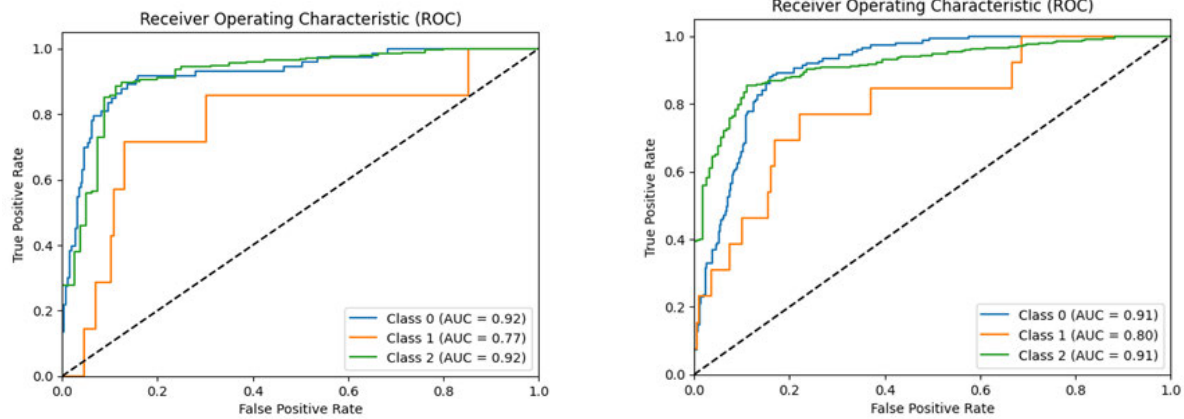 Receiver Operating Characteristic (ROC)
1.0
0.8
0.6
0.4
0.2
0.0
True Positive Rate
0.0 0.2 0.4 0.6 0.8 1.0
False Positive Rate
Class 0 (AUC = 0.92)
Class 1 (AUC = 0.77)
Class 2 (AUC = 0.92)
Receiver Operating Characteristic (ROC)
1.0
0.8
0.6
0.4
0.2
0.0
True Positive Rate
0.0 0.2 0.4 0.6 0.8 1.0
False Positive Rate
Class 0 (AUC = 0.91)
Class 1 (AUC = 0.80)
Class 2 (AUC = 0.91)